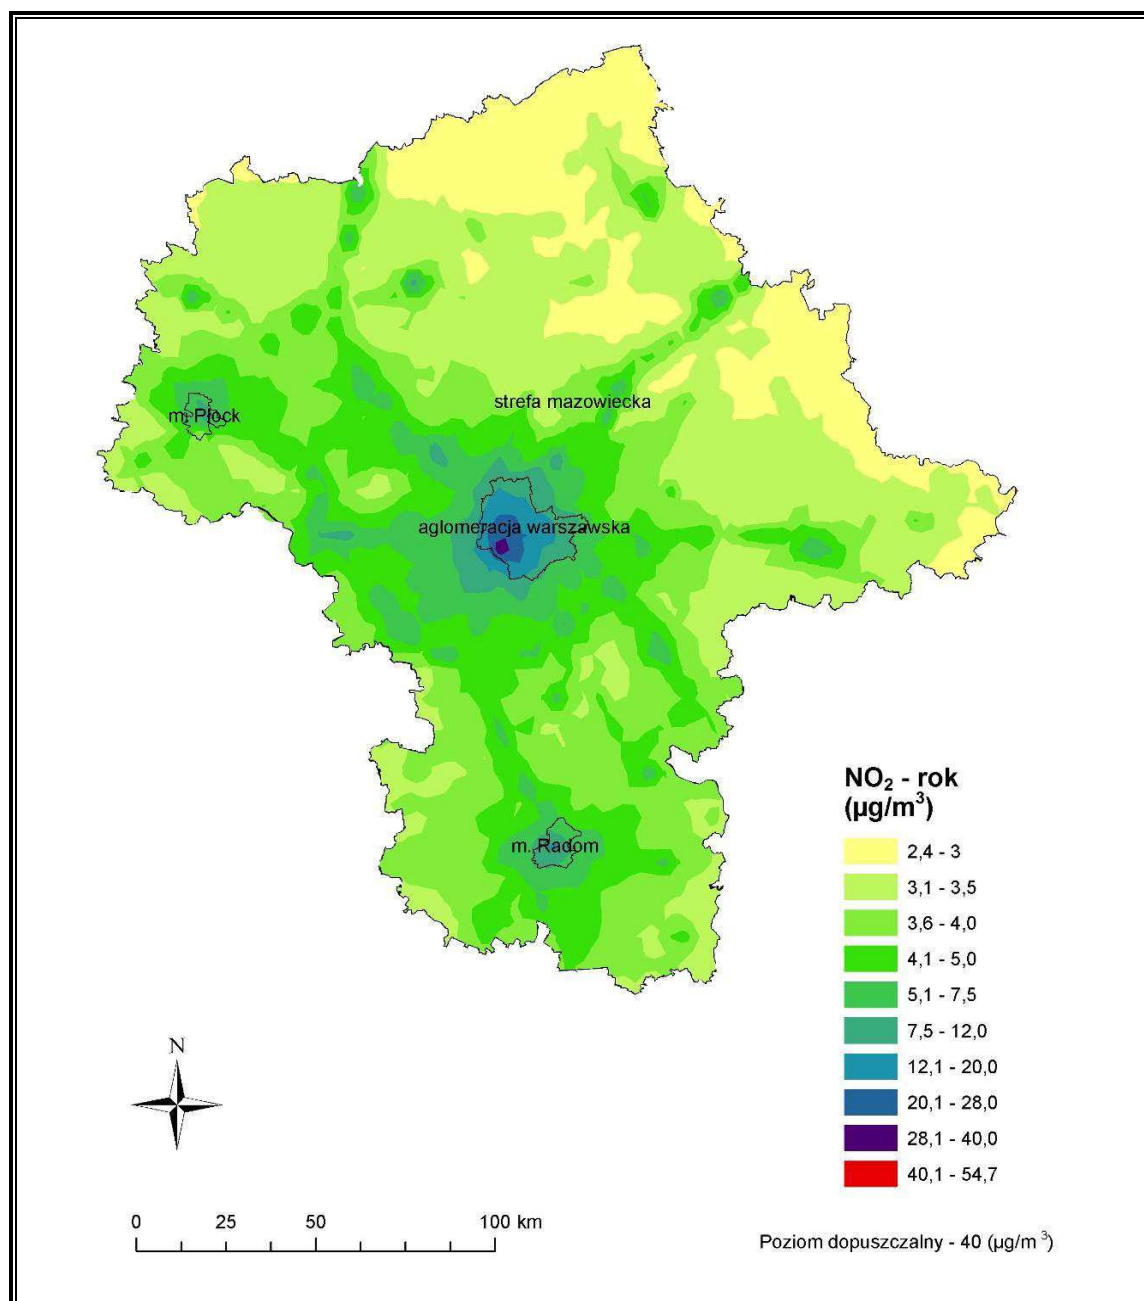 strefa mazowiecka
m. Płock
aglomeracja warszawska
m. Radom
NO₂ - rok
(µg/m³)
2,4 - 3
3,1 - 3,5
3,6 - 4,0
4,1 - 5,0
5,1 - 7,5
7,5 - 12,0
12,1 - 20,0
20,1 - 28,0
28,1 - 40,0
40,1 - 54,7
N
0 25 50 100 km
Poziom dopuszczalny - 40 (µg/m ³)